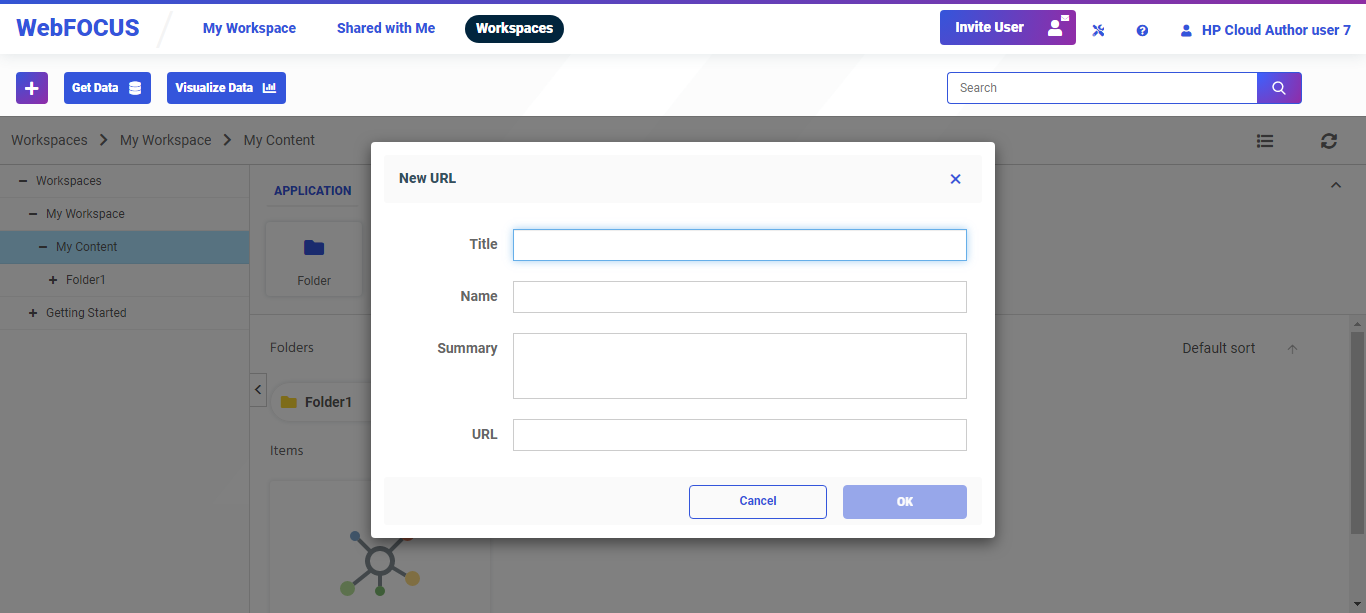 WebFOCUS
My Workspace
Shared with Me
Workspaces
Invite User
HP Cloud Author user 7
Get Data
Visualize Data
Search
Workspaces
My Workspace
My Content
Workspaces
My Workspace
My Content
Folder1
Getting Started
APPLICATION
Folder
Folders
Default sort
Folder1
Items
New URL
Title
Name
Summary
URL
Cancel
OK